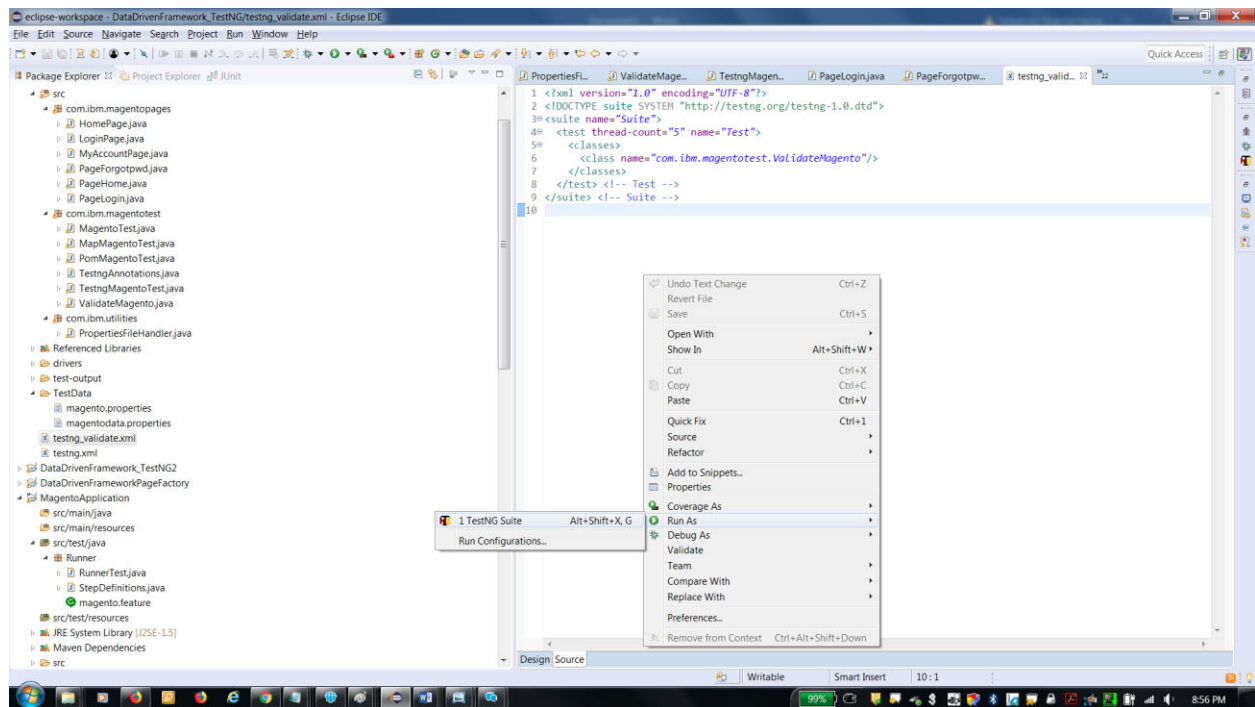 eclipse-workspace - DataDrivenFramework_TestNG/testng_validate.xml - Eclipse IDE
File Edit Source Navigate Search Project Run Window Help
Quick Access
Package Explorer Project Explorer JUnit
src
com.ibm.magentopages
HomePage.java
LoginPage.java
MyAccountPage.java
PageForgotpwd.java
PageHome.java
PageLogin.java
com.ibm.magentotest
MagentoTest.java
MapMagentoTest.java
PomMagentoTest.java
TestngAnnotations.java
TestngMagentoTest.java
ValidateMagento.java
com.ibm.utilities
PropertiesFileHandler.java
Referenced Libraries
drivers
test-output
TestData
magento.properties
magentodata.properties
testng_validate.xml
testng.xml
DataDrivenFramework_TestNG2
DataDrivenFrameworkPageFactory
MagentoApplication
src/main/java
src/main/resources
src/test/java
Runner
RunnerTest.java
StepDefinitions.java
magento.feature
src/test/resources
JRE System Library [J2SE-1.5]
Maven Dependencies
src
PropertiesFi... ValidateMage... TestngMagen... PageLogin.java PageForgotpw... testng_valid... »
1 <?xml version="1.0" encoding="UTF-8"?>
2 <!DOCTYPE suite SYSTEM "http://testng.org/testng-1.0.dtd">
3 <suite name="Suite">
4 <test thread-count="5" name="Test">
5 <classes>
6 <class name="com.ibm.magentotest.ValidateMagento"/>
7 </classes>
8 </test> <!-- Test -->
9 </suite> <!-- Suite -->
10
Undo Text Change Ctrl+Z
Revert File
Save Ctrl+S
Open With
Show In Alt+Shift+W
Cut Ctrl+X
Copy Ctrl+C
Paste Ctrl+V
Quick Fix Ctrl+1
Source
Refactor
Add to Snippets...
Properties
Coverage As
Run As
Debug As
Validate
Team
Compare With
Replace With
Preferences...
Remove from Context Ctrl+Alt+Shift+Down
1 TestNG Suite Alt+Shift+X, G
Run Configurations...
Design Source
Writable Smart Insert 10 : 1
99% 8:56 PM